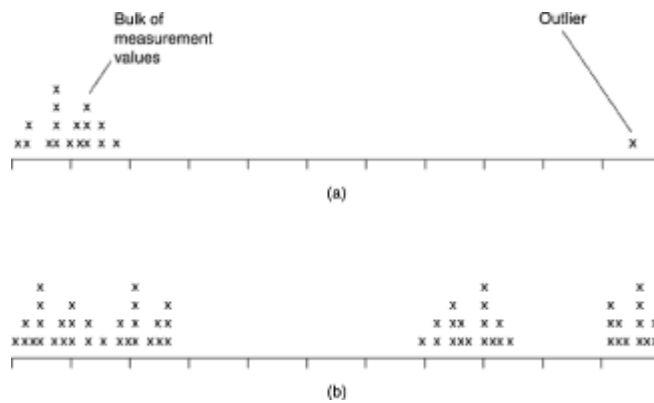 Bulk of
measurement
values
Outlier
(a)
(b)